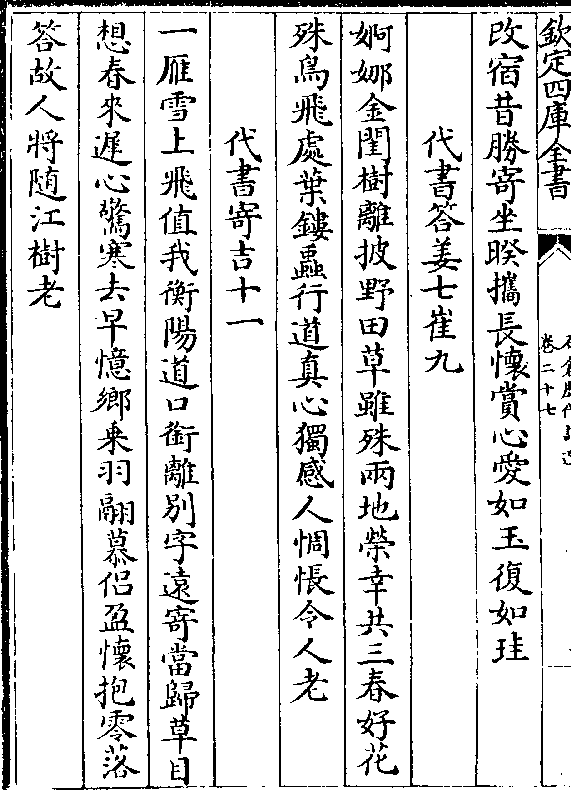 欽定四庫全書
卷二十七
改宿昔勝寄坐暌攜長懷賞心愛如玉復如珪
代書答姜七崔九
婀娜金閨樹離披野田草雖殊兩地榮幸共三春好花
殊鳥飛處葉鏤蟲行道真心獨感人惆悵令人老
代書寄吉十一
一雁雪上飛值我衡陽道口銜離別字遠寄當歸草目
想春來遲心驚寒去早憶鄉乘羽翮慕侶盈懷抱零落
答故人將随江樹老